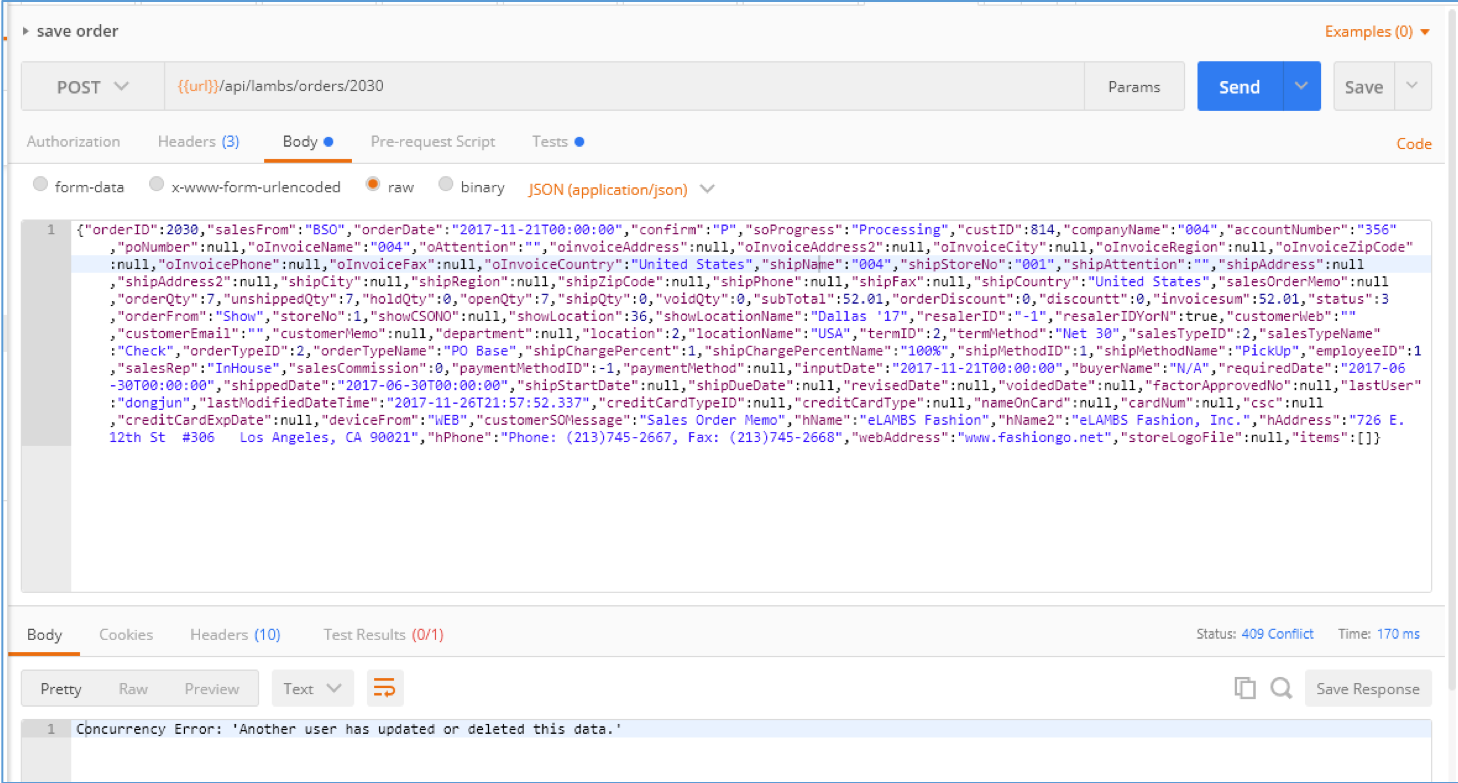 save order
Examples (0)
POST
{{url}}/api/lambs/orders/2030
Params
Send
Save
Authorization
Headers (3)
Body
Pre-request Script
Tests
Code
form-data
x-www-form-urlencoded
raw
binary
JSON (application/json)
1
{"orderID":2030,"salesFrom":"BSO","orderDate":"2017-11-21T00:00:00","confirm":"P","soProgress":"Processing","custID":814,"companyName":"004","accountNumber":"356"
,"poNumber":null,"oInvoiceName":"004","oAttention":"","oinvoiceAddress":null,"oInvoiceAddress2":null,"oInvoiceCity":null,"oInvoiceRegion":null,"oInvoiceZipCode"
:null,"oInvoicePhone":null,"oInvoiceFax":null,"oInvoiceCountry":"United States","shipName":"004","shipStoreNo":"001","shipAttention":"","shipAddress":null
,"shipAddress2":null,"shipCity":null,"shipRegion":null,"shipZipCode":null,"shipPhone":null,"shipFax":null,"shipCountry":"United States","salesOrderMemo":null
,"orderQty":7,"unshippedQty":7,"holdQty":0,"openQty":7,"shipQty":0,"voidQty":0,"subTotal":52.01,"orderDiscount":0,"discountt":0,"invoicesum":52.01,"status":3
,"orderFrom":"Show","storeNo":1,"showCSONO":null,"showLocation":36,"showLocationName":"Dallas '17","resalerID":"-1","resalerIDYorN":true,"customerWeb":""
,"customerEmail":"","customerMemo":null,"department":null,"location":2,"locationName":"USA","termID":2,"termMethod":"Net 30","salesTypeID":2,"salesTypeName"
:"Check","orderTypeID":2,"orderTypeName":"PO Base","shipChargePercent":1,"shipChargePercentName":"100%","shipMethodID":1,"shipMethodName":"PickUp","employeeID":1
,"salesRep":"InHouse","salesCommission":0,"paymentMethodID":-1,"paymentMethod":null,"inputDate":"2017-11-21T00:00:00","buyerName":"N/A","requiredDate":"2017-06
-30T00:00:00","shippedDate":"2017-06-30T00:00:00","shipStartDate":null,"shipDueDate":null,"revisedDate":null,"voidedDate":null,"factorApprovedNo":null,"lastUser"
:"dongjun","lastModifiedDateTime":"2017-11-26T21:57:52.337","creditCardTypeID":null,"creditCardType":null,"nameOnCard":null,"cardNum":null,"csc":null
,"creditCardExpDate":null,"deviceFrom":"WEB","customerSOMessage":"Sales Order Memo","hName":"eLAMBS Fashion","hName2":"eLAMBS Fashion, Inc.","hAddress":"726 E.
12th St  #306   Los Angeles, CA 90021","hPhone":"Phone: (213)745-2667, Fax: (213)745-2668","webAddress":"www.fashiongo.net","storeLogoFile":null,"items":[]}
Body
Cookies
Headers (10)
Test Results (0/1)
Status: 409 Conflict
Time: 170 ms
Pretty
Raw
Preview
Text
Save Response
1
Concurrency Error: 'Another user has updated or deleted this data.'